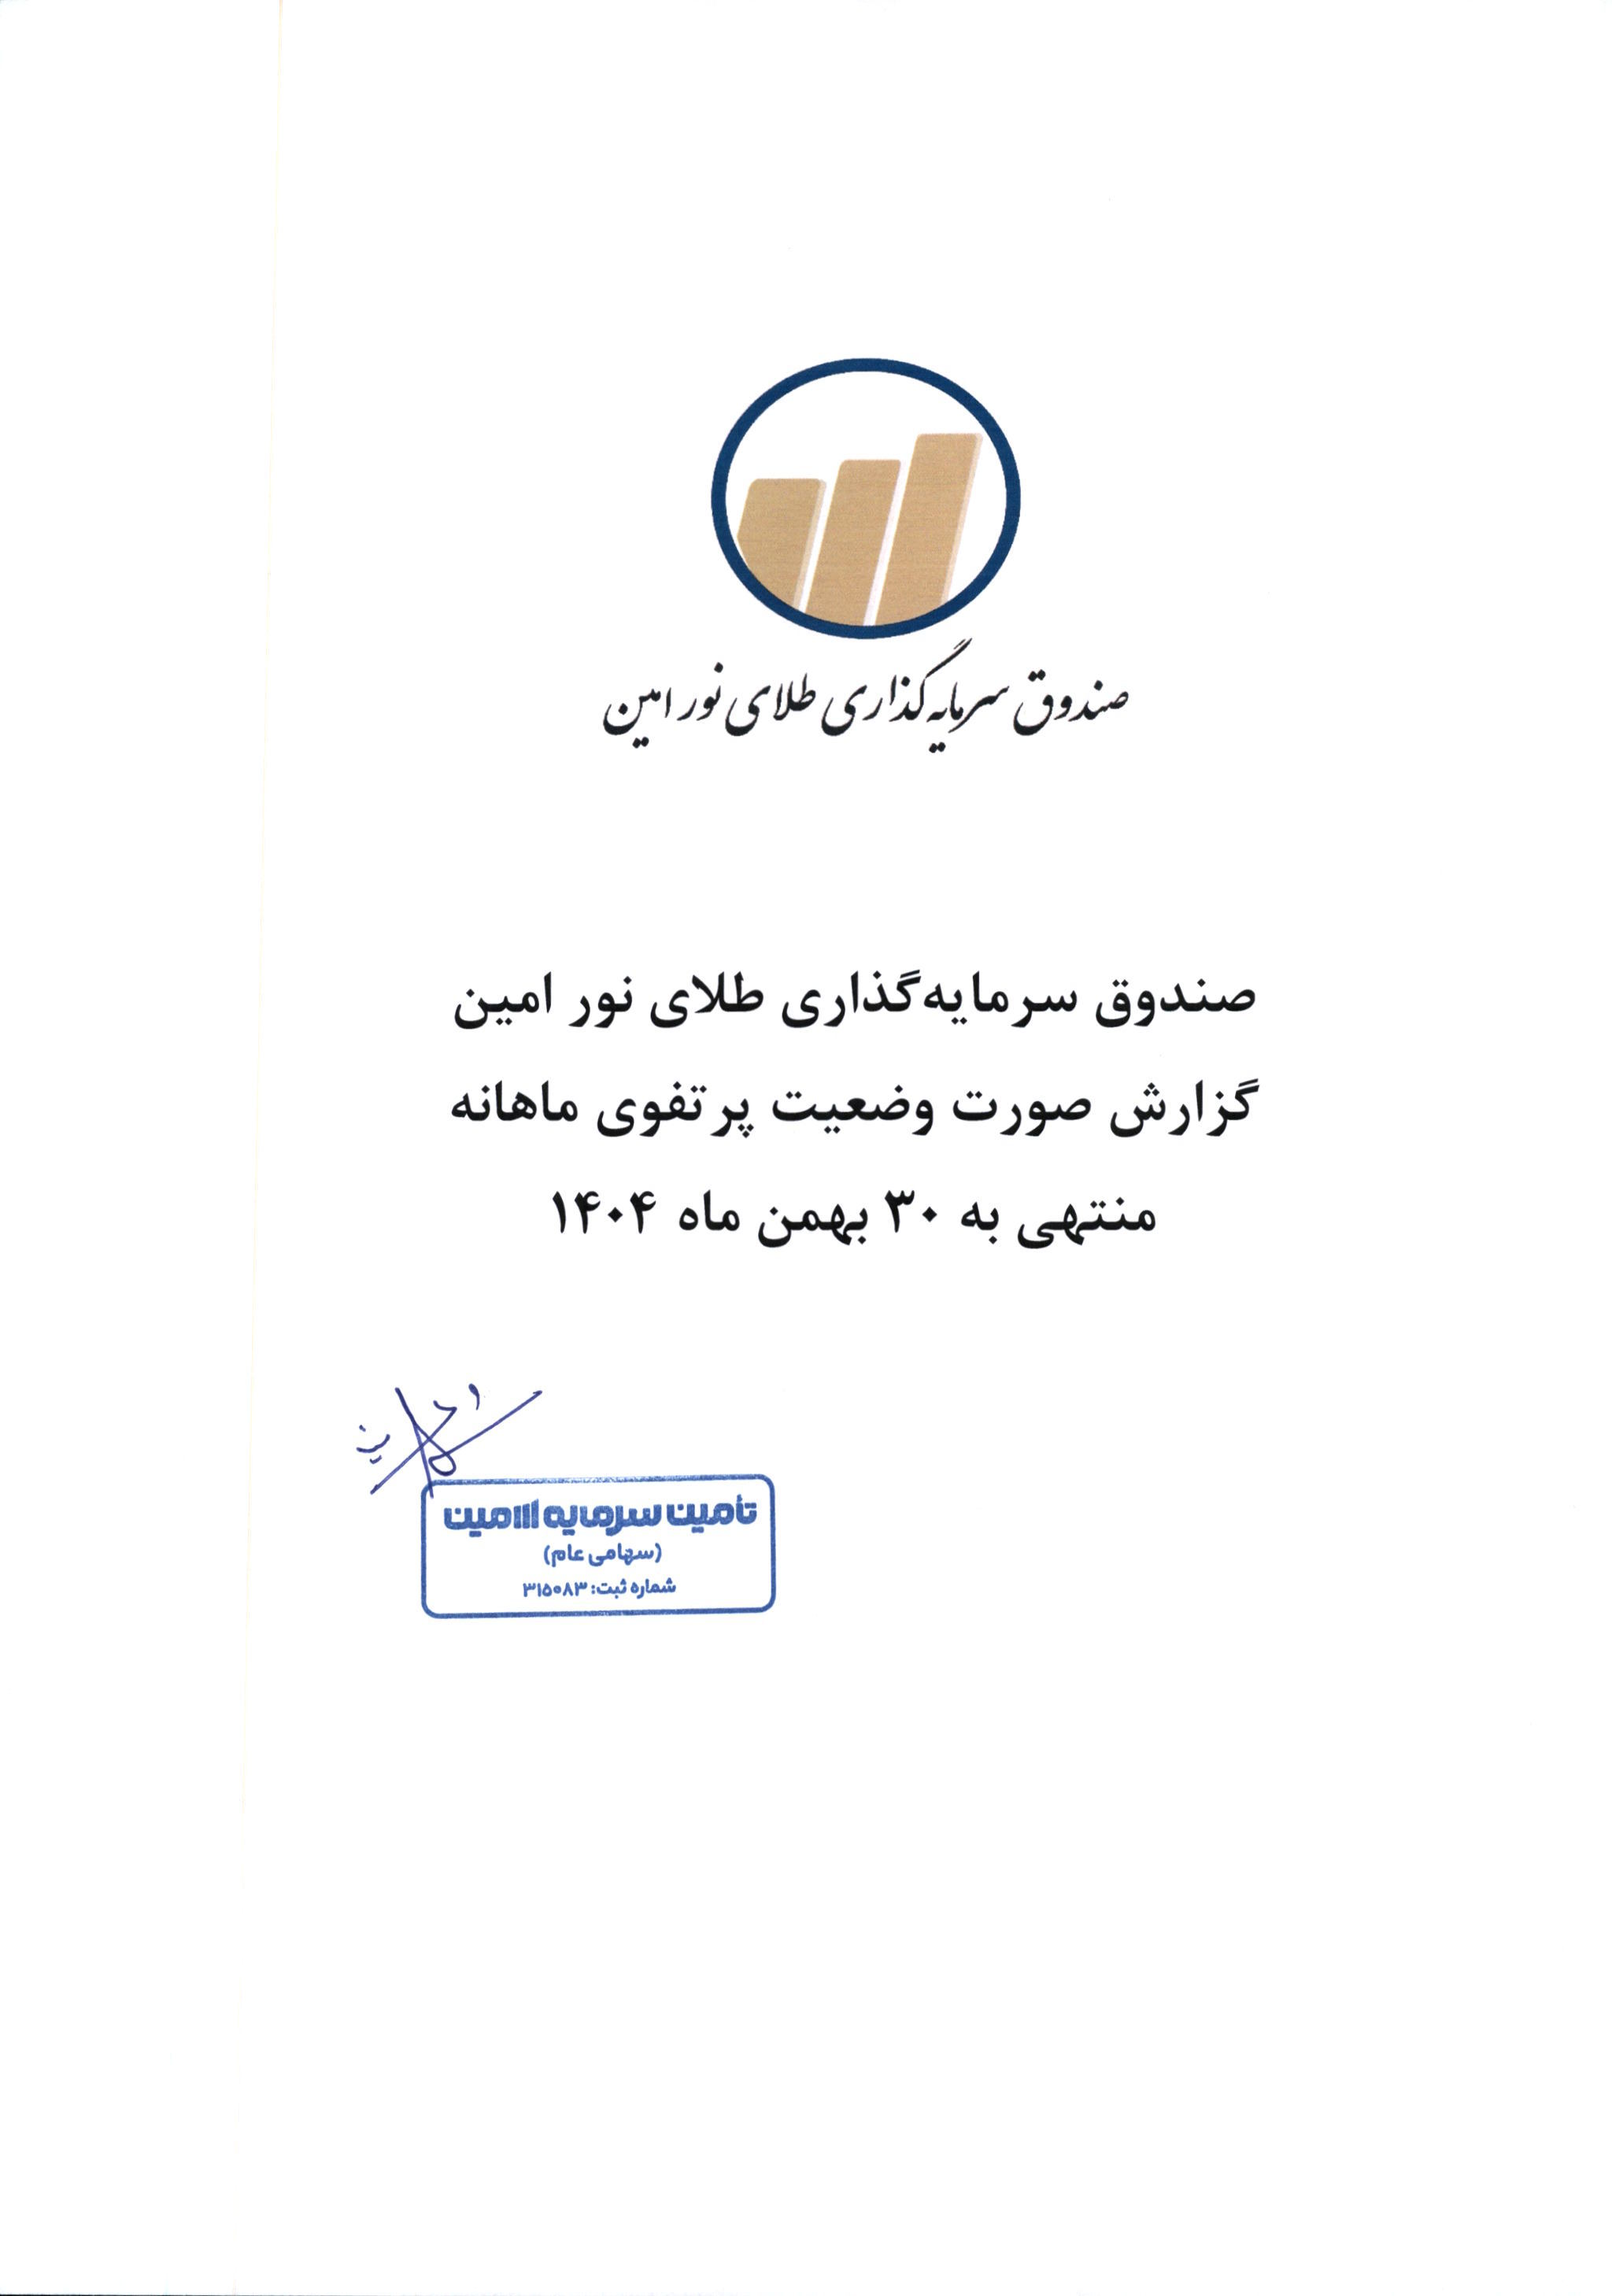 صندوق سرمایه‌گذاری طلای نور امین
صندوق سرمایه‌گذاری طلای نور امین
گزارش صورت وضعیت پرتفوی ماهانه
منتهی به ۳۰ بهمن ماه ۱۴۰۴
تأمین سرمایه امین
(سهامی عام)
شماره ثبت: ۳۱۵۰۸۳